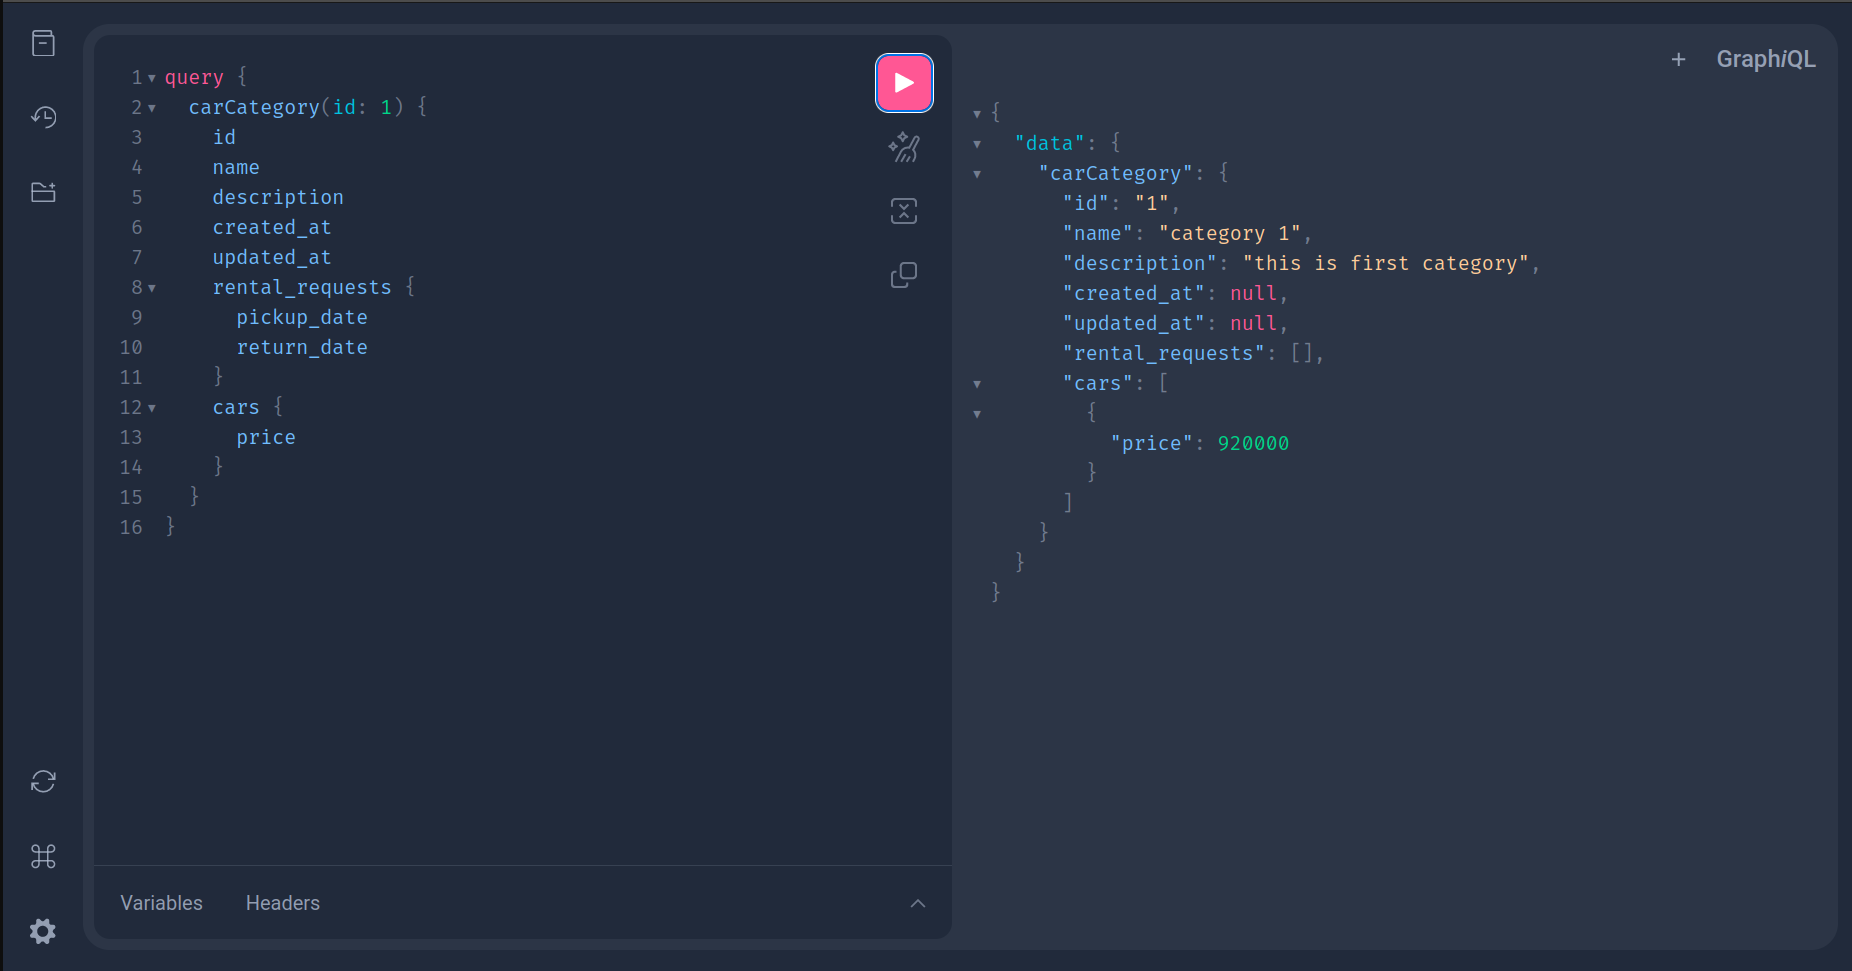 1 query {
2 carCategory(id: 1) {
3 id
4 name
5 description
6 created_at
7 updated_at
8 rental_requests {
9 pickup_date
10 return_date
11 }
12 cars {
13 price
14 }
15 }
16 }
Variables Headers
+ GraphiQL
{
"data": {
"carCategory": {
"id": "1",
"name": "category 1",
"description": "this is first category",
"created_at": null,
"updated_at": null,
"rental_requests": [],
"cars": [
{
"price": 920000
}
]
}
}
}